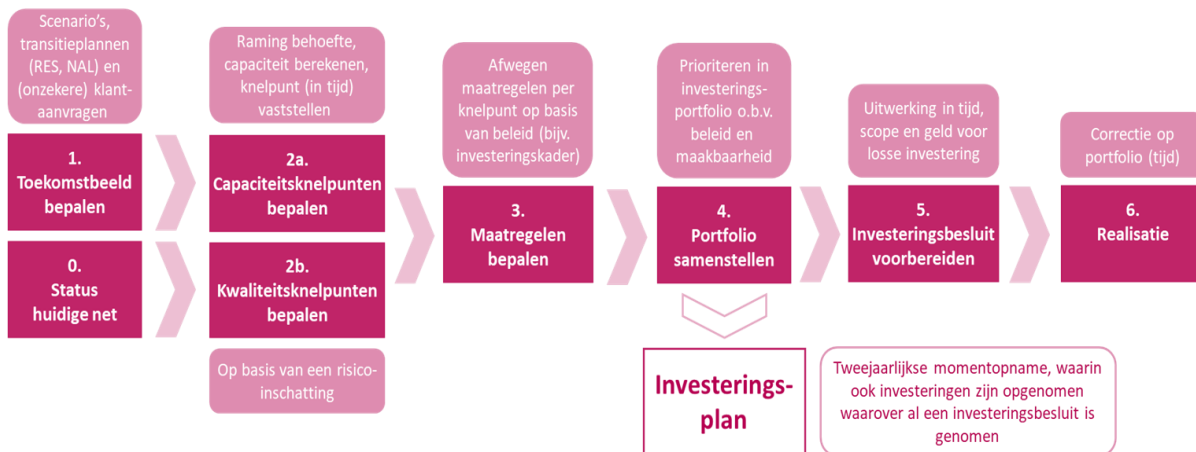 Scenario's,
transitieplannen
(RES, NAL) en
(onzekere) klant-
aanvragen
Raming behoefte,
capaciteit berekenen,
knelpunt (in tijd)
vaststellen
Afwegen
maatregelen per
knelpunt op basis
van beleid (bijv.
investeringskader)
Prioriteren in
investerings-
portfolio o.b.v.
beleid en
maakbaarheid
Uitwerking in tijd,
scope en geld voor
losse investering
Correctie op
portfolio (tijd)
1.
Toekomstbeeld
bepalen
2a.
Capaciteitsknelpunten
bepalen
3.
Maatregelen
bepalen
4.
Portfolio
samenstellen
5.
Investeringsbesluit
voorbereiden
6.
Realisatie
0.
Status
huidige net
2b.
Kwaliteitsknelpunten
bepalen
Op basis van een risico-
inschatting
Investerings-
plan
Tweejaarlijkse momentopname, waarin
ook investeringen zijn opgenomen
waarover al een investeringsbesluit is
genomen